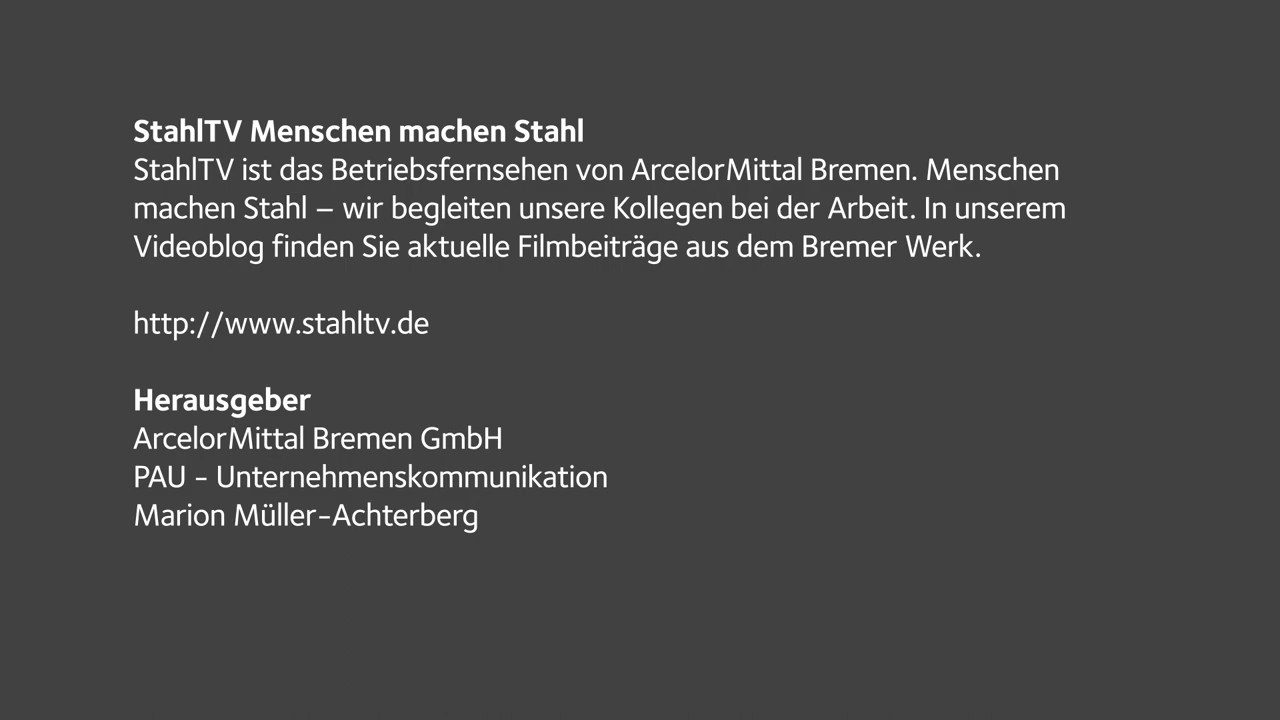 StahlTV Menschen machen Stahl
StahlTV ist das Betriebsfernsehen von ArcelorMittal Bremen. Menschen
machen Stahl – wir begleiten unsere Kollegen bei der Arbeit. In unserem
Videoblog finden Sie aktuelle Filmbeiträge aus dem Bremer Werk.
http://www.stahltv.de
Herausgeber
ArcelorMittal Bremen GmbH
PAU - Unternehmenskommunikation
Marion Müller-Achterberg